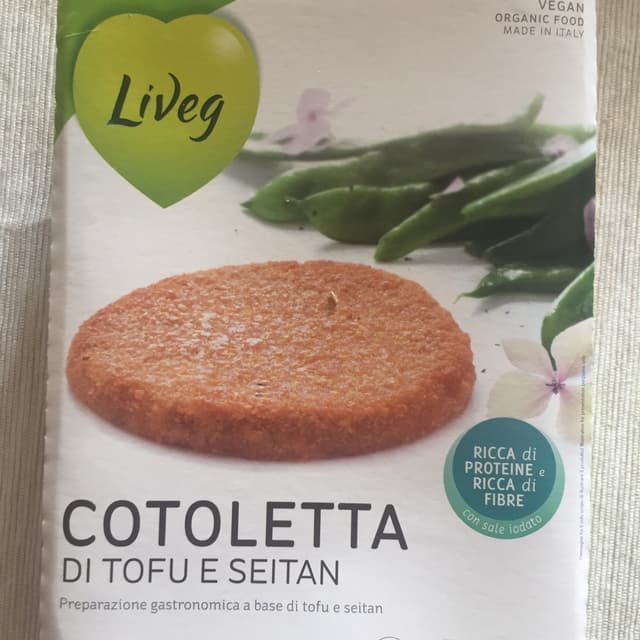 VEGAN
ORGANIC FOOD
MADE IN ITALY
LiVeg
RICCA di
PROTEINE e
RICCA di
FIBRE
con sale iodato
COTOLETTA
DI TOFU E SEITAN
Preparazione gastronomica a base di tofu e seitan